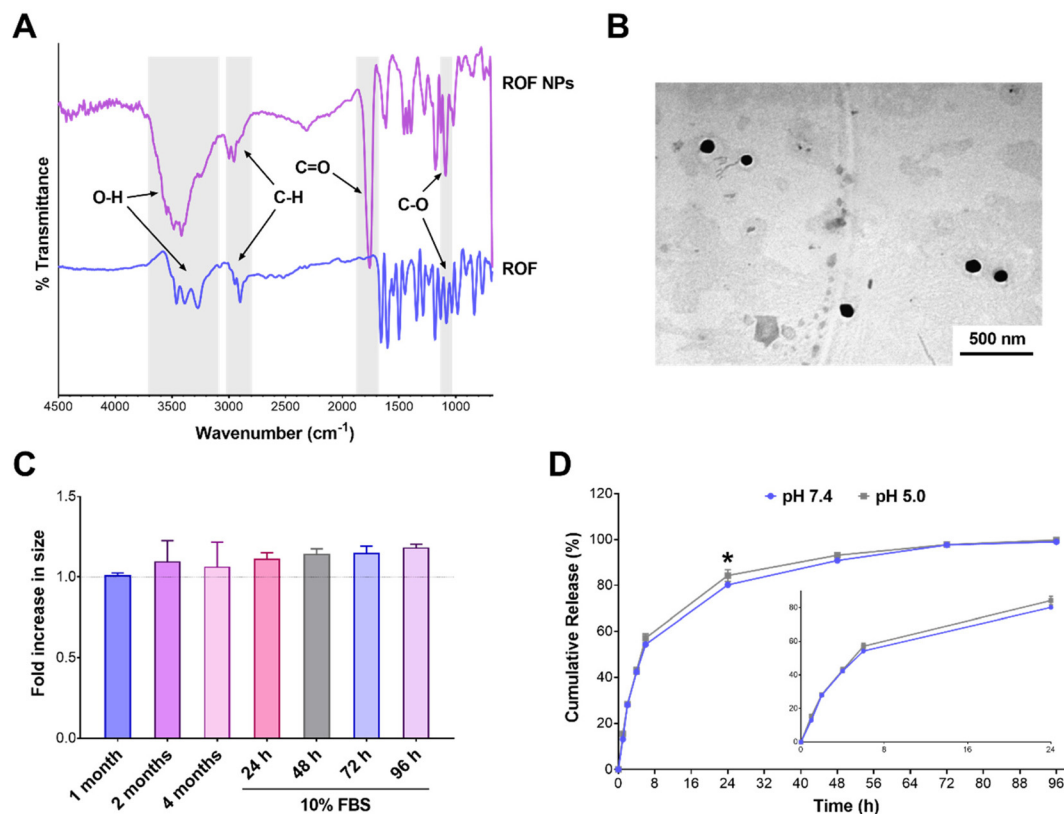 A
% Transmittance
ROF NPs
O-H
C-H
C=O
C-O
ROF
4500 4000 3500 3000 2500 2000 1500 1000
Wavenumber (cm⁻¹)
B
500 nm
C
Fold increase in size
1.5
1.0
0.5
0.0
1 month
2 months
4 months
24 h
48 h
72 h
96 h
10% FBS
D
Cumulative Release (%)
pH 7.4 pH 5.0
120
100
80
60
40
20
0
*
80
60
40
20
0
0 8 16 24
0 8 16 24 32 40 48 56 64 72 80 88 96
Time (h)